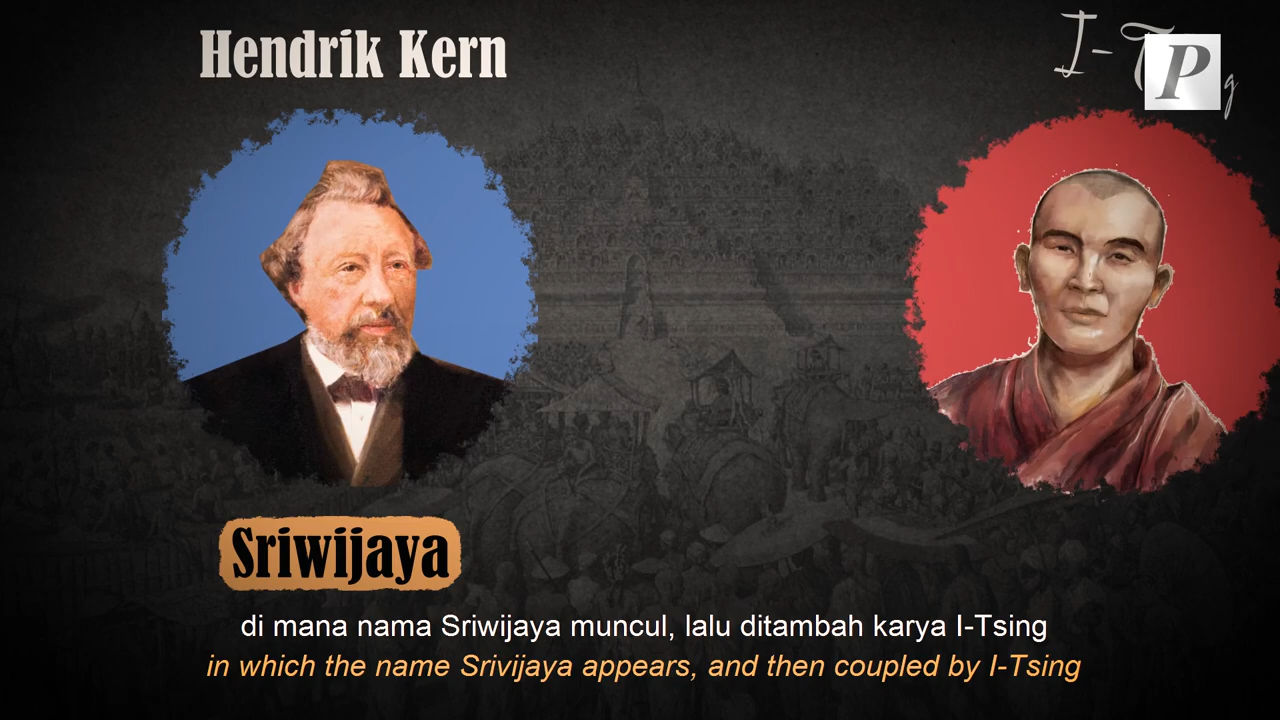 Hendrik Kern
P
Sriwijaya
di mana nama Sriwijaya muncul, lalu ditambah karya I-Tsing
in which the name Srivijaya appears, and then coupled by I-Tsing